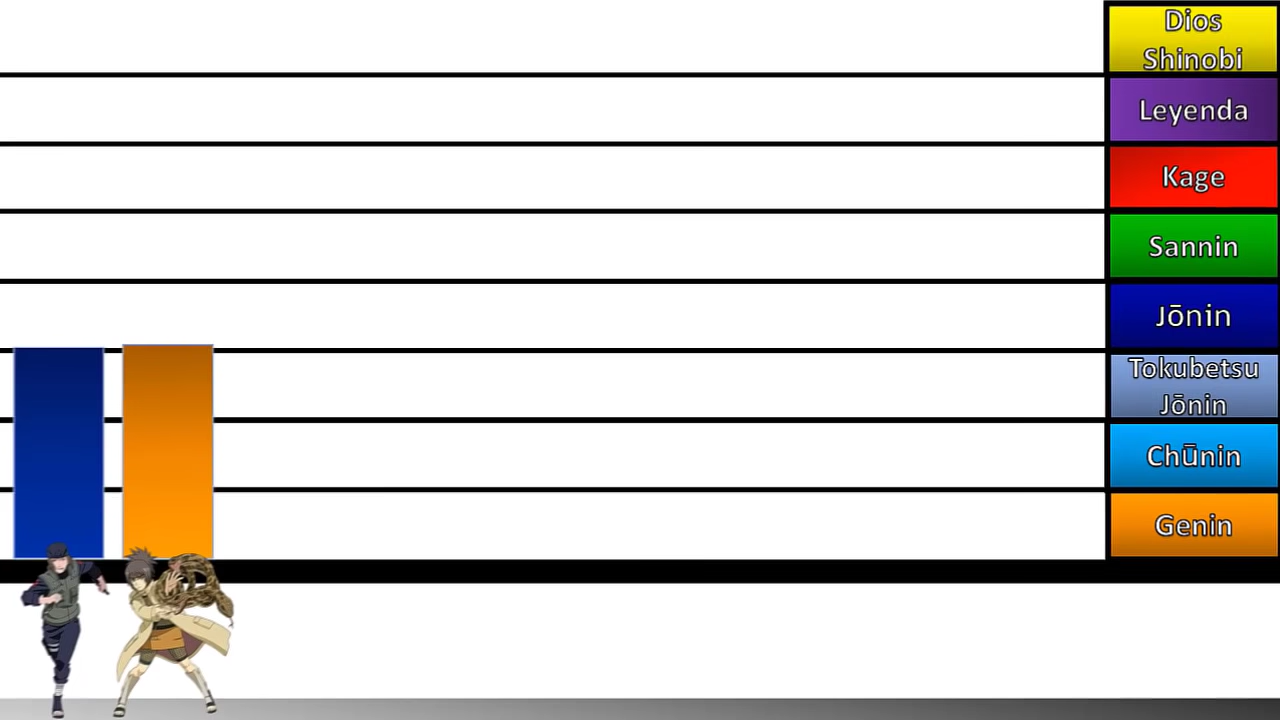 Dios
Shinobi
Leyenda
Kage
Sannin
Jōnin
Tokubetsu
Jōnin
Chūnin
Genin